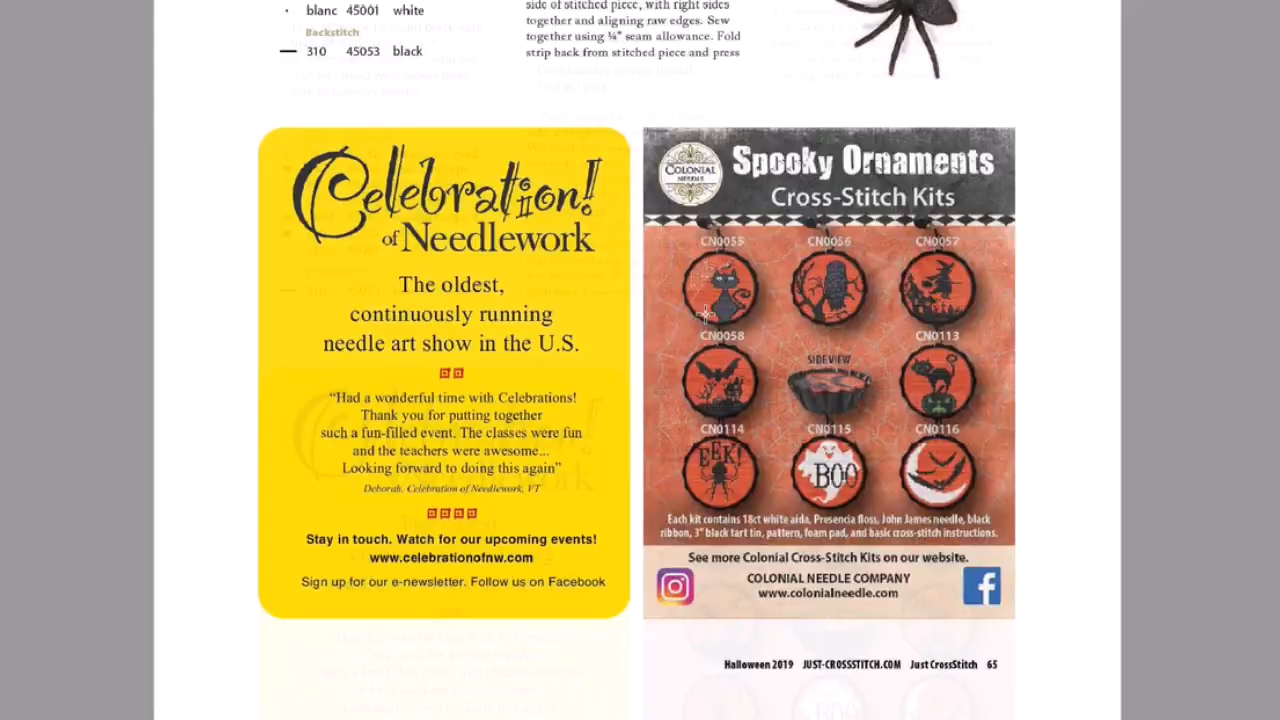 · blanc 45001 white
Backstitch
— 310 45053 black
side of stitched piece, with right sides
together and aligning raw edges. Sew
together using ¼" seam allowance. Fold
strip back from stitched piece and press
Celebration!
of Needlework
The oldest,
continuously running
needle art show in the U.S.
“Had a wonderful time with Celebrations!
Thank you for putting together
such a fun-filled event. The classes were fun
and the teachers were awesome...
Looking forward to doing this again”
Deborah, Celebration of Needlework, VT
Stay in touch. Watch for our upcoming events!
www.celebrationofnw.com
Sign up for our e-newsletter. Follow us on Facebook
COLONIAL
NEEDLE
Spooky Ornaments
Cross-Stitch Kits
CN0055 CN0056 CN0057
CN0058 SIDE VIEW CN0113
CN0114 CN0115 CN0116
EEK!
BOO
Each kit contains 18ct white aida, Presencia floss, John James needle, black
ribbon, 3" black tart tin, pattern, foam pad, and basic cross-stitch instructions.
See more Colonial Cross-Stitch Kits on our website.
COLONIAL NEEDLE COMPANY
www.colonialneedle.com
Halloween 2019 JUST-CROSSSTITCH.COM Just CrossStitch 65